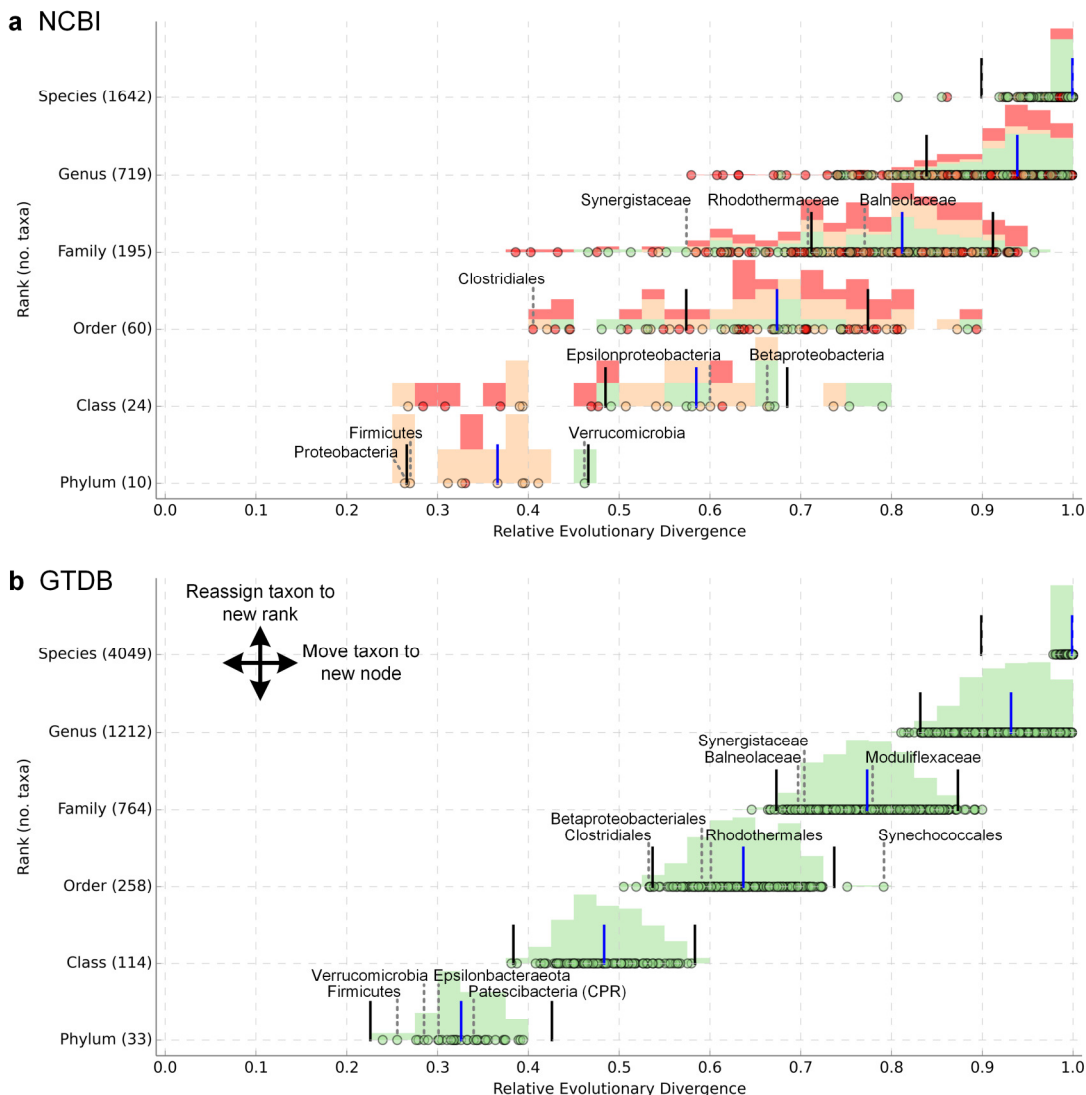 a NCBI
Species (1642)
Genus (719)
Synergistaceae Rhodothermaceae Balneolaceae
Family (195)
Clostridiales
Order (60)
Epsilonproteobacteria Betaproteobacteria
Class (24)
Firmicutes Verrucomicrobia
Proteobacteria
Phylum (10)
Rank (no. taxa)
0.0 0.1 0.2 0.3 0.4 0.5 0.6 0.7 0.8 0.9 1.0
Relative Evolutionary Divergence
b GTDB
Reassign taxon to
new rank
Move taxon to
new node
Species (4049)
Genus (1212)
Synergistaceae
Balneolaceae Moduliflexaceae
Family (764)
Betaproteobacteriales
Clostridiales Rhodothermales Synechococcales
Order (258)
Class (114)
Verrucomicrobia Epsilonbacteraeota
Firmicutes Patescibacteria (CPR)
Phylum (33)
Rank (no. taxa)
0.0 0.1 0.2 0.3 0.4 0.5 0.6 0.7 0.8 0.9 1.0
Relative Evolutionary Divergence